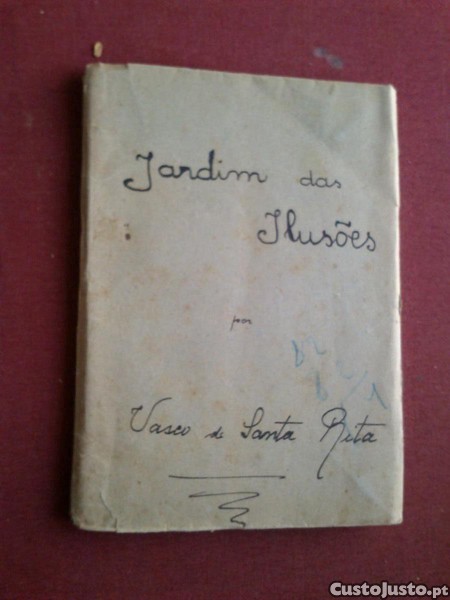 Jardim das
Ilusões
por
Vasco de Santa Rita
CustoJusto.pt